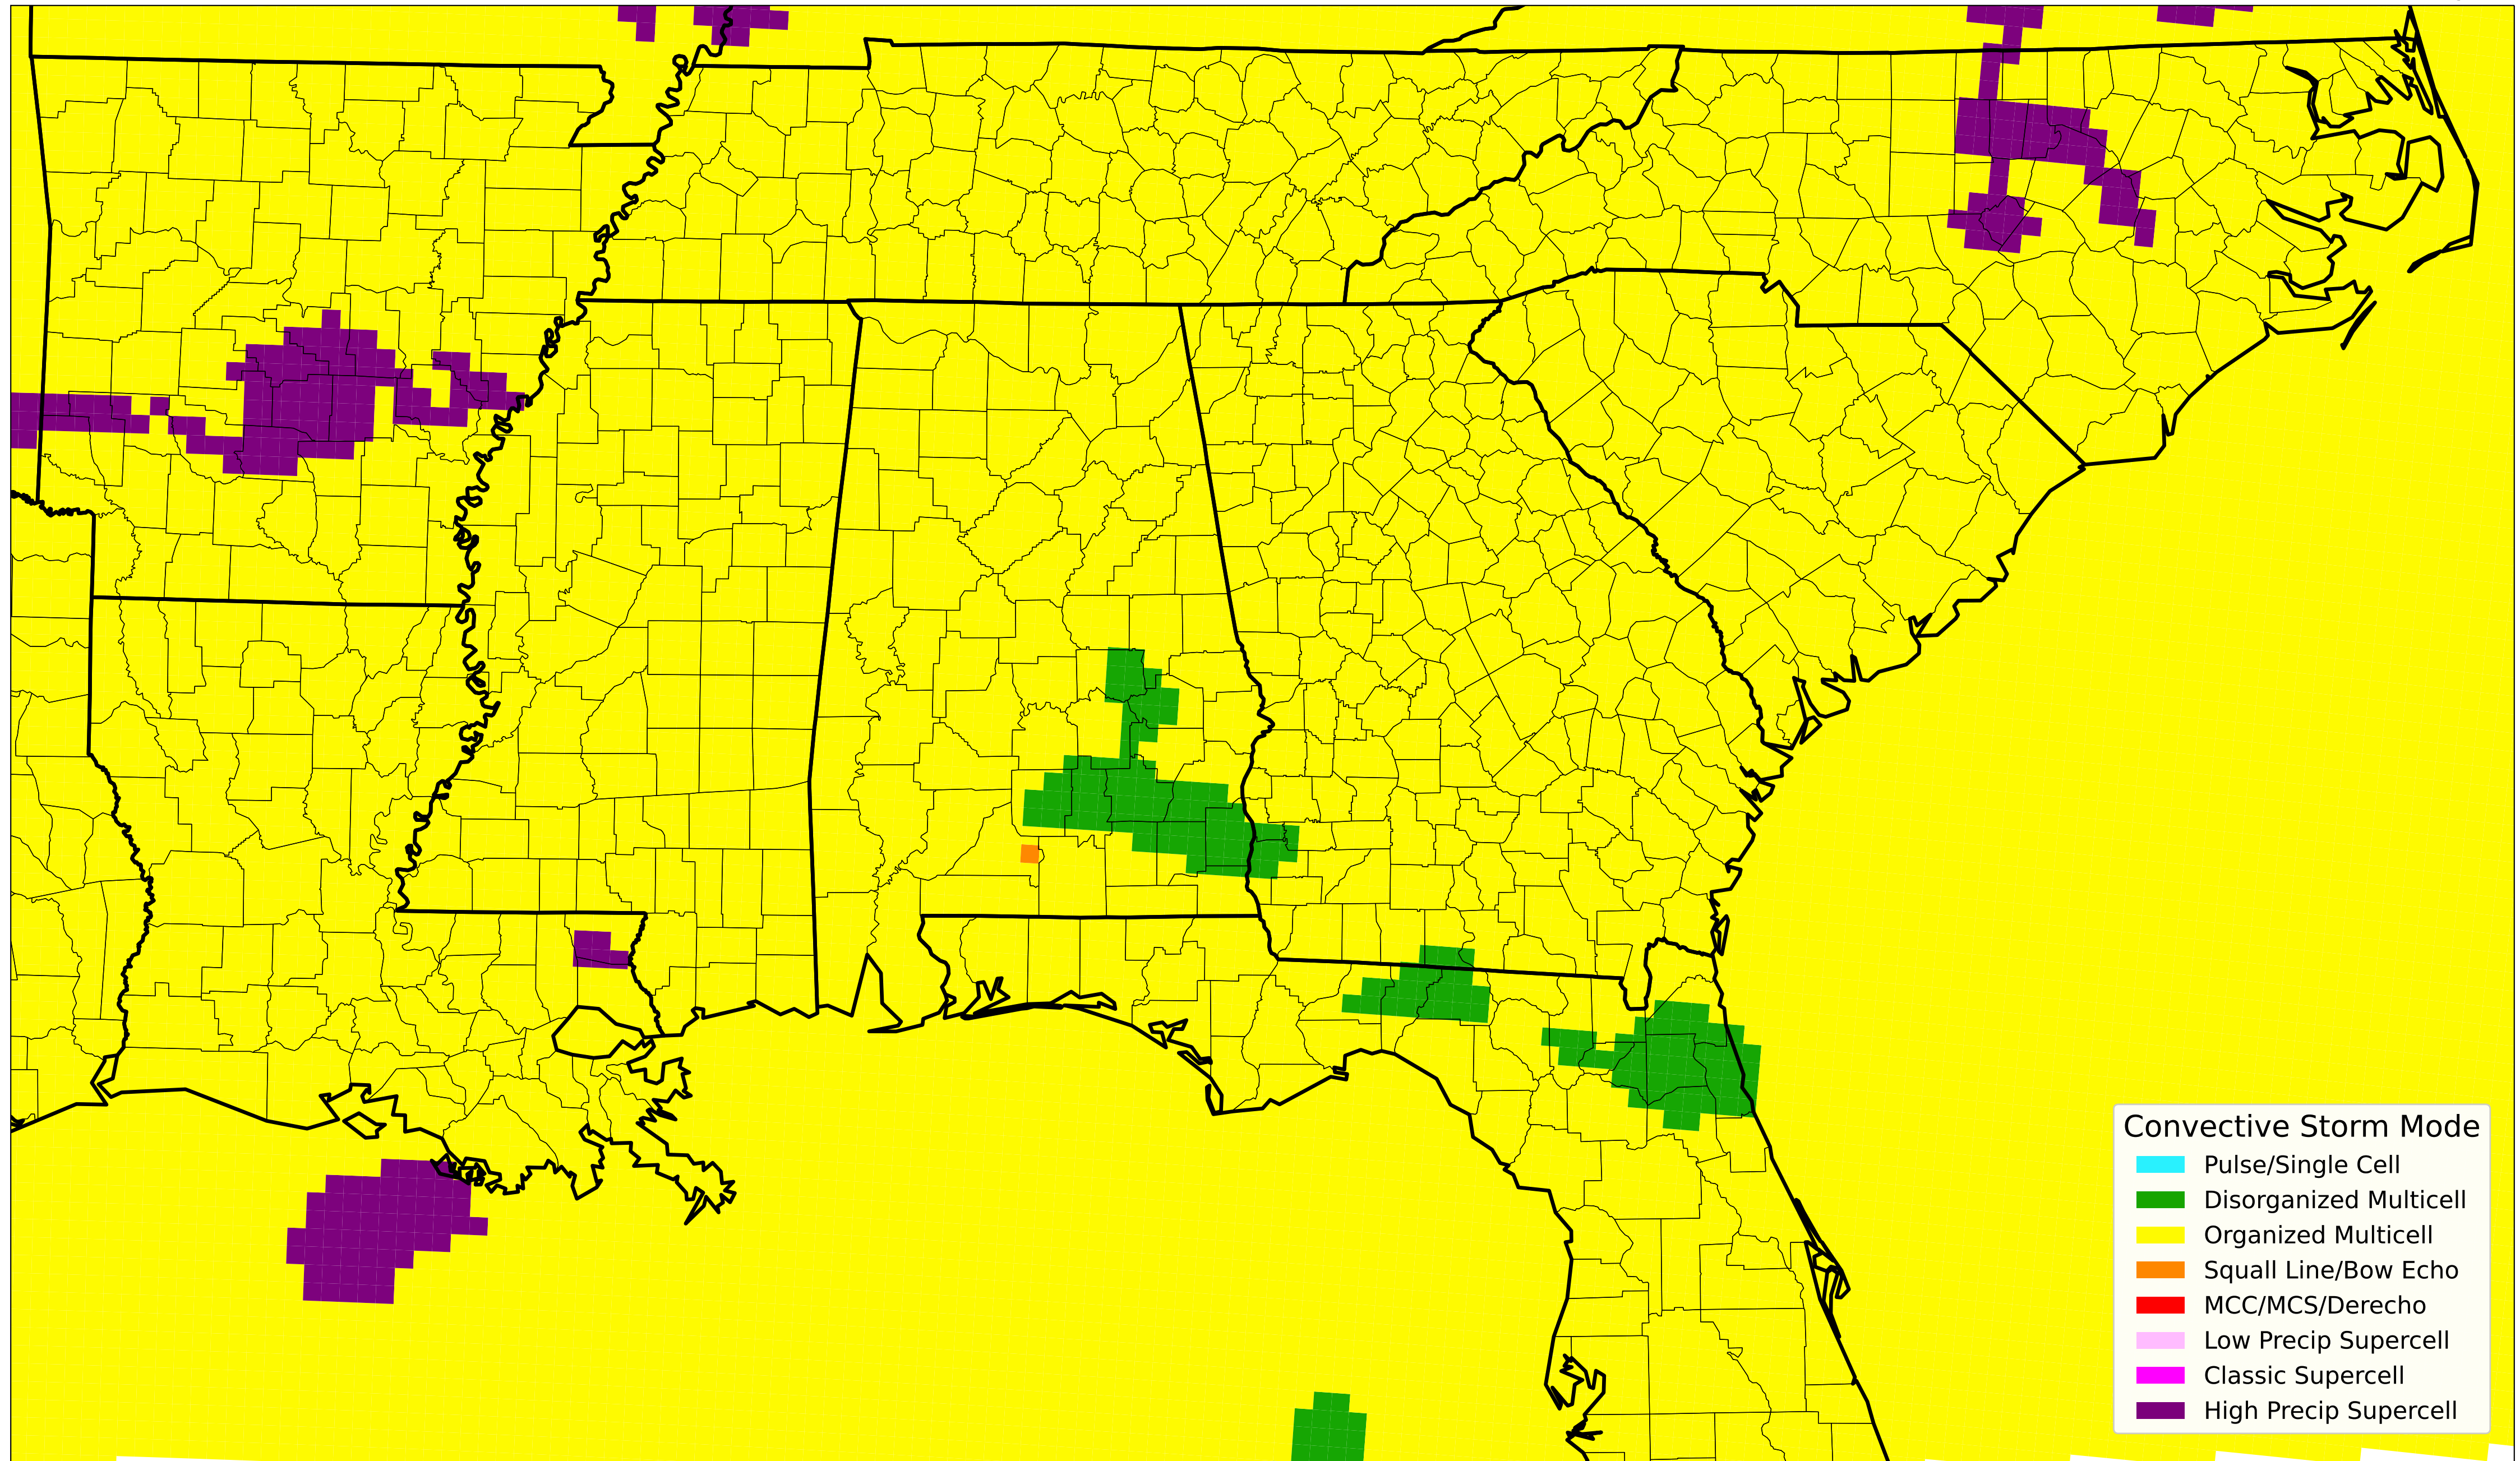 Convective Storm Mode
Pulse/Single Cell
Disorganized Multicell
Organized Multicell
Squall Line/Bow Echo
MCC/MCS/Derecho
Low Precip Supercell
Classic Supercell
High Precip Supercell